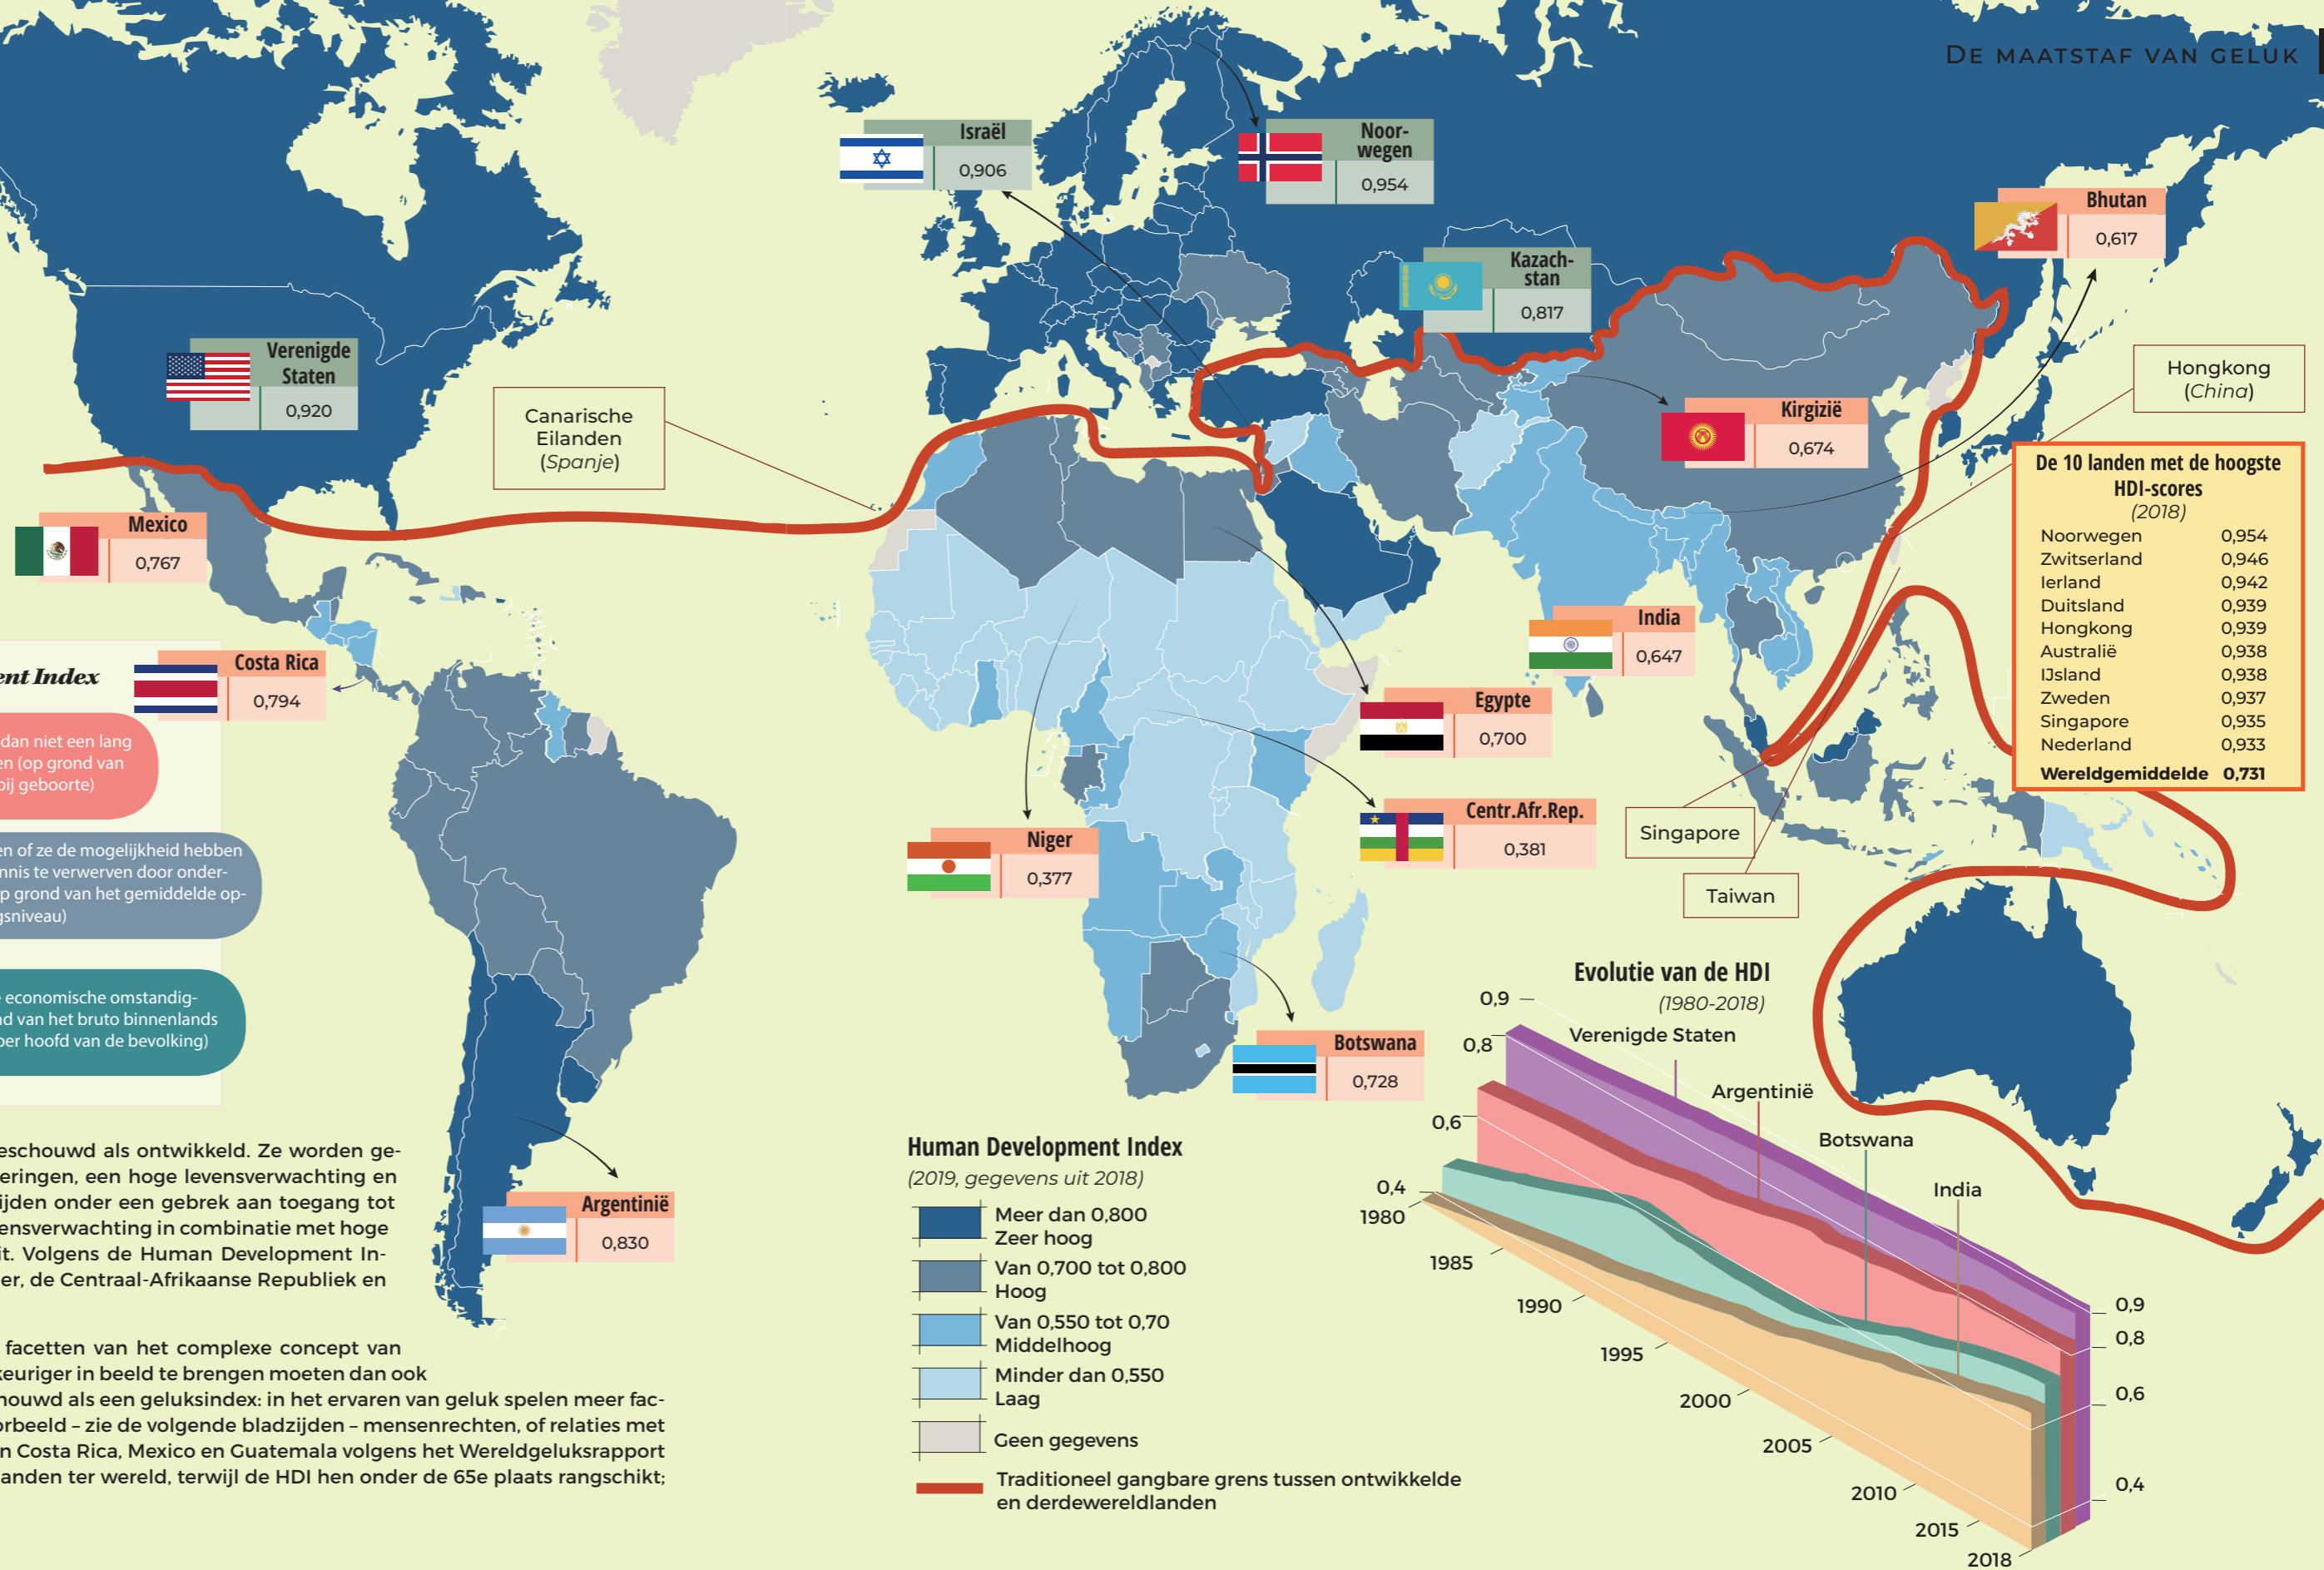 De maatstaf van geluk
Israël
0,906
Noor-
wegen
0,954
Bhutan
0,617
Kazach-
stan
0,817
Verenigde
Staten
0,920
Canarische
Eilanden
(Spanje)
Hongkong
(China)
Kirgizië
0,674
Mexico
0,767
De 10 landen met de hoogste
HDI-scores
(2018)
Noorwegen 0,954
Zwitserland 0,946
Ierland 0,942
Duitsland 0,939
Hongkong 0,939
Australië 0,938
IJsland 0,938
Zweden 0,937
Singapore 0,935
Nederland 0,933
Wereldgemiddelde 0,731
India
0,647
Costa Rica
0,794
Egypte
0,700
Centr.Afr.Rep.
0,381
Niger
0,377
Singapore
Taiwan
Botswana
0,728
Argentinië
0,830
ent Index
dan niet een lang
en (op grond van
bij geboorte)
en of ze de mogelijkheid hebben
nnis te verwerven door onder-
p grond van het gemiddelde op-
gsniveau)
e economische omstandig-
nd van het bruto binnenlands
per hoofd van de bevolking)
eschouwd als ontwikkeld. Ze worden ge-
eringen, een hoge levensverwachting en
ijden onder een gebrek aan toegang tot
ensverwachting in combinatie met hoge
it. Volgens de Human Development In-
er, de Centraal-Afrikaanse Republiek en
facetten van het complexe concept van
keuriger in beeld te brengen moeten dan ook
houwd als een geluksindex: in het ervaren van geluk spelen meer fac-
orbeeld – zie de volgende bladzijden – mensenrechten, of relaties met
n Costa Rica, Mexico en Guatemala volgens het Wereldgeluksrapport
anden ter wereld, terwijl de HDI hen onder de 65e plaats rangschikt;
Human Development Index
(2019, gegevens uit 2018)
Meer dan 0,800
Zeer hoog
Van 0,700 tot 0,800
Hoog
Van 0,550 tot 0,70
Middelhoog
Minder dan 0,550
Laag
Geen gegevens
Traditioneel gangbare grens tussen ontwikkelde
en derdewereldlanden
Evolutie van de HDI
(1980-2018)
0,9
0,8
0,6
0,4
Verenigde Staten
Argentinië
Botswana
India
1980
1985
1990
1995
2000
2005
2010
2015
2018
0,9
0,8
0,6
0,4